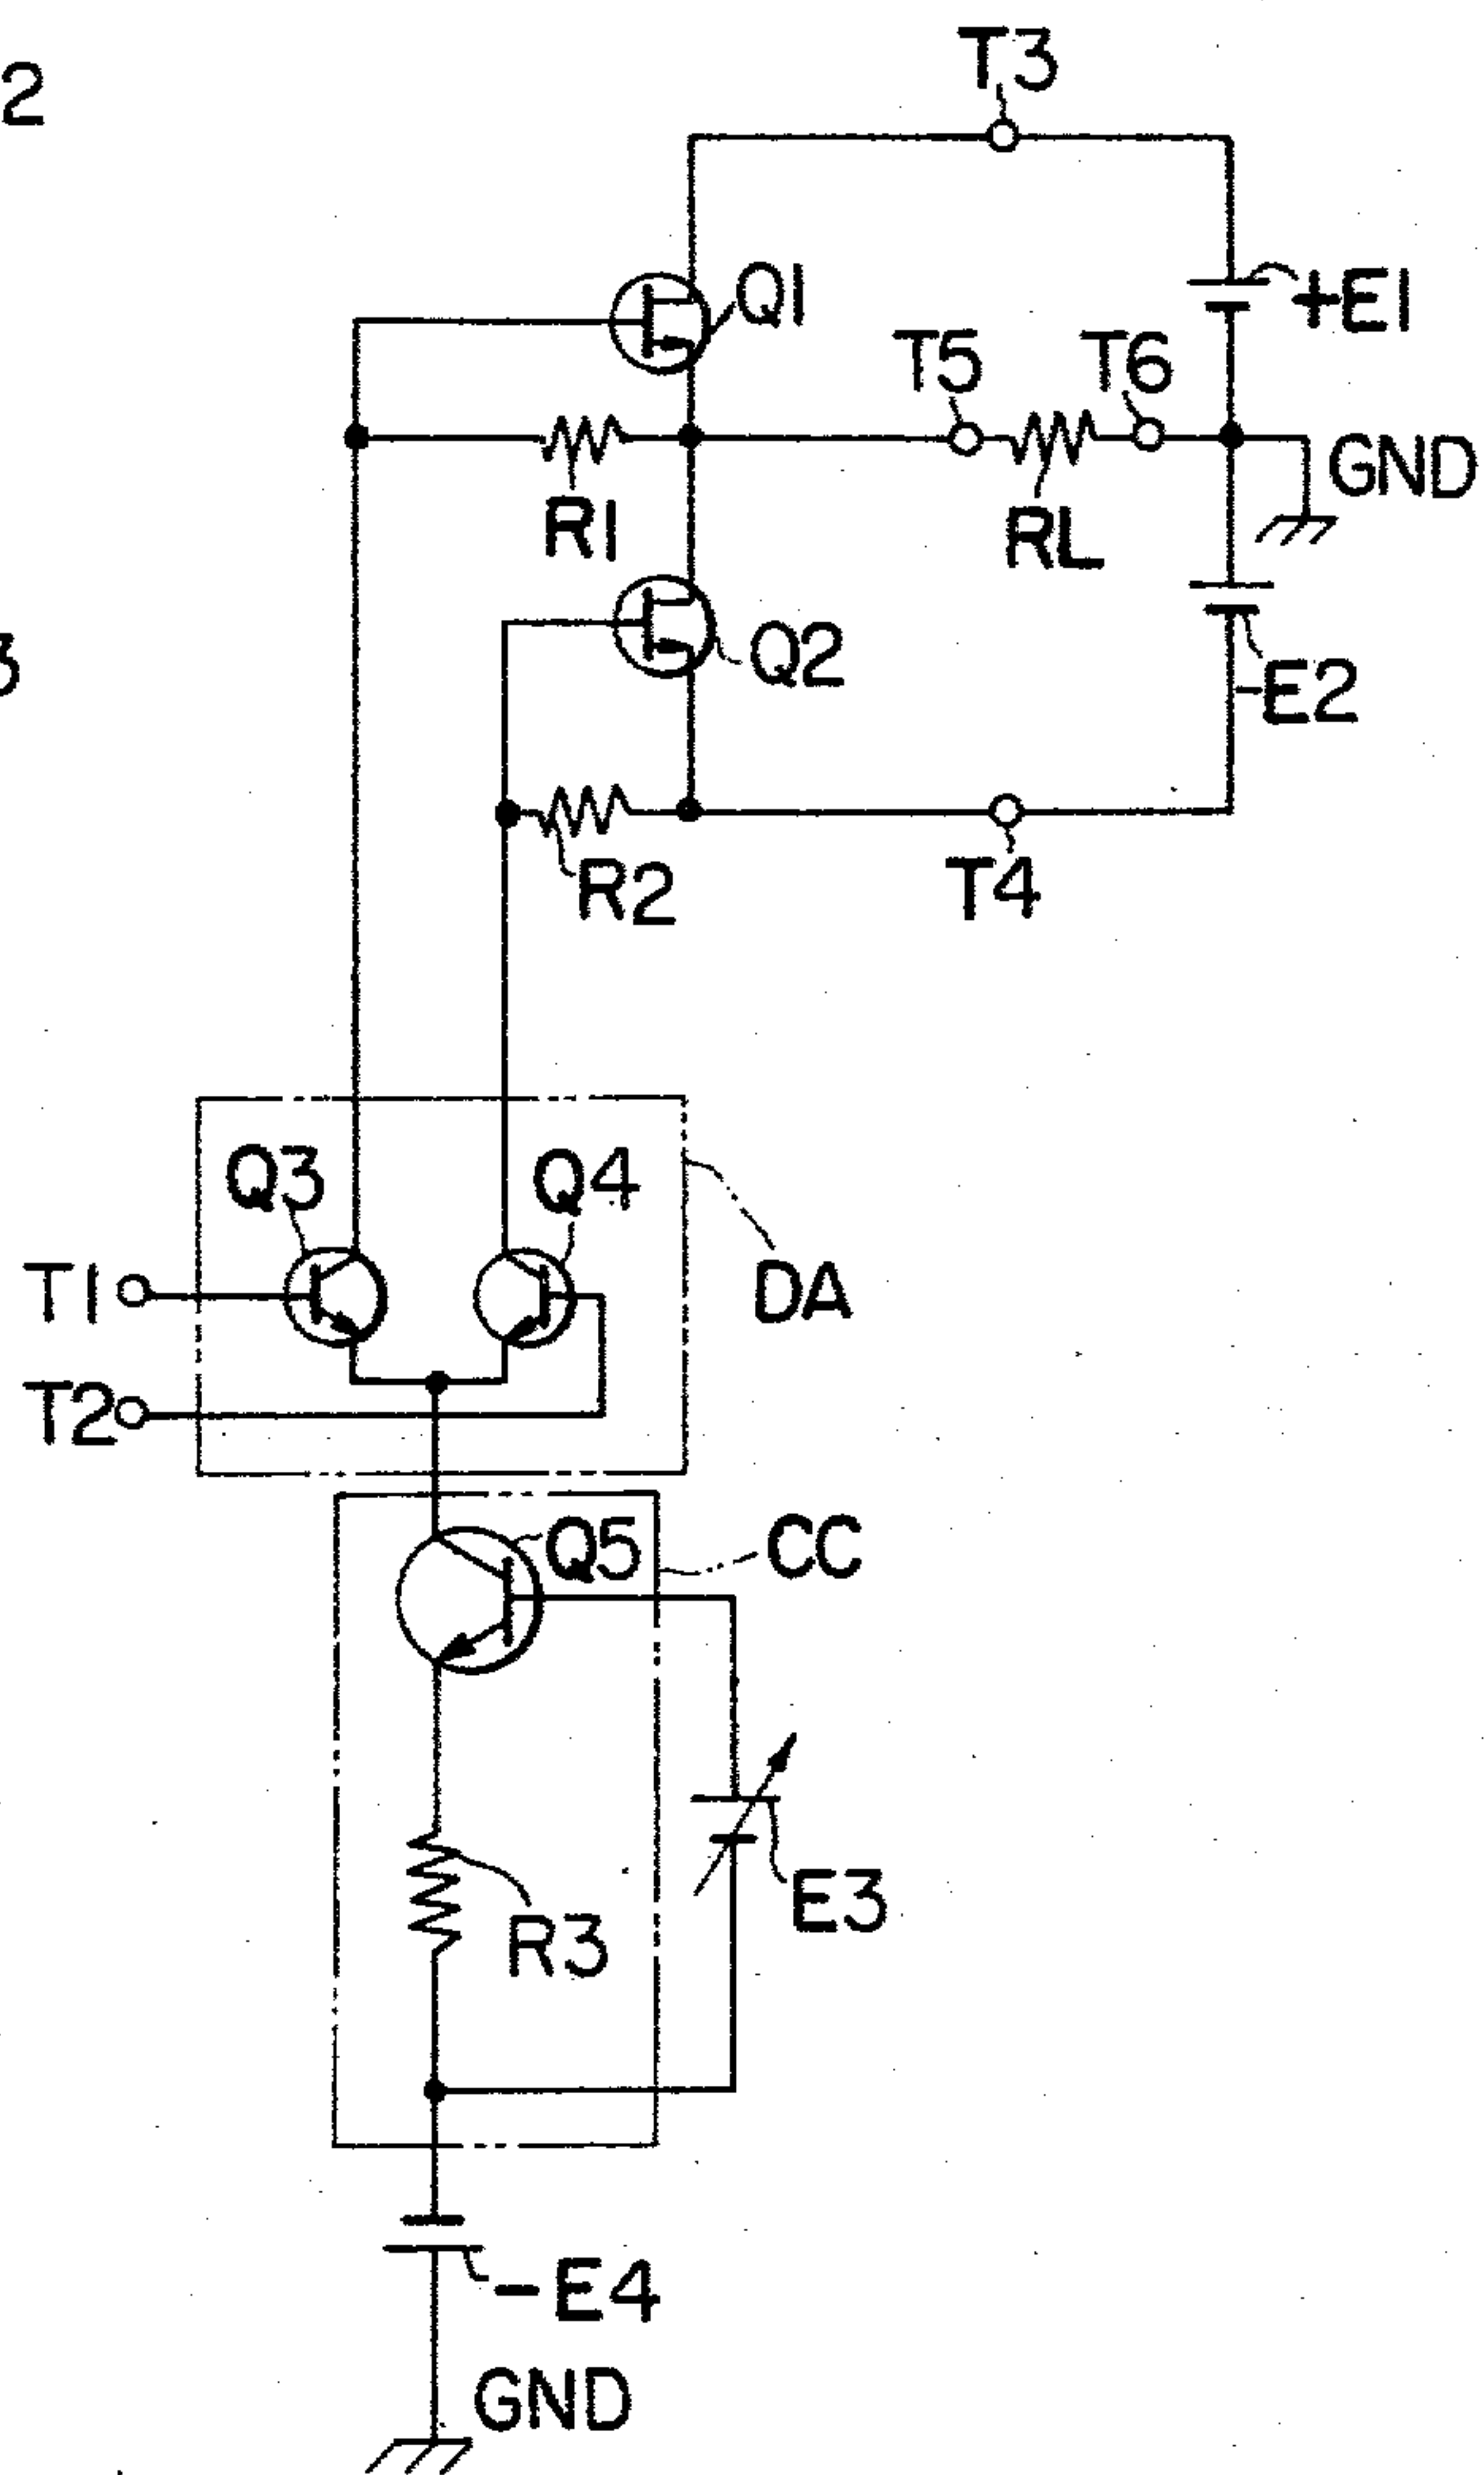 T3
2
Q1
+E1
T5
T6
GND
R1
RL
Q2
3
-E2
R2
T4
Q3
Q4
T1
DA
T2
Q5
CC
E3
R3
-E4
GND